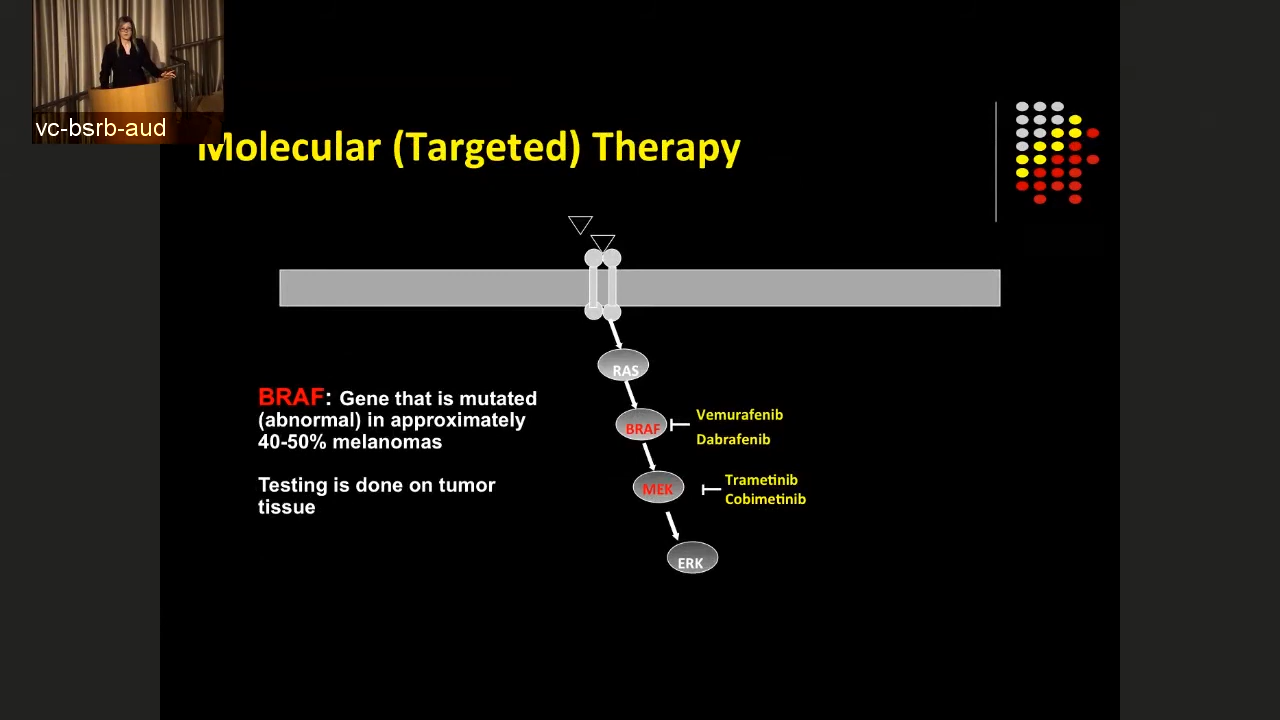 vc-bsrb-aud
Molecular (Targeted) Therapy
RAS
BRAF: Gene that is mutated
(abnormal) in approximately
40-50% melanomas
Testing is done on tumor
tissue
BRAF
Vemurafenib
Dabrafenib
MEK
Trametinib
Cobimetinib
ERK